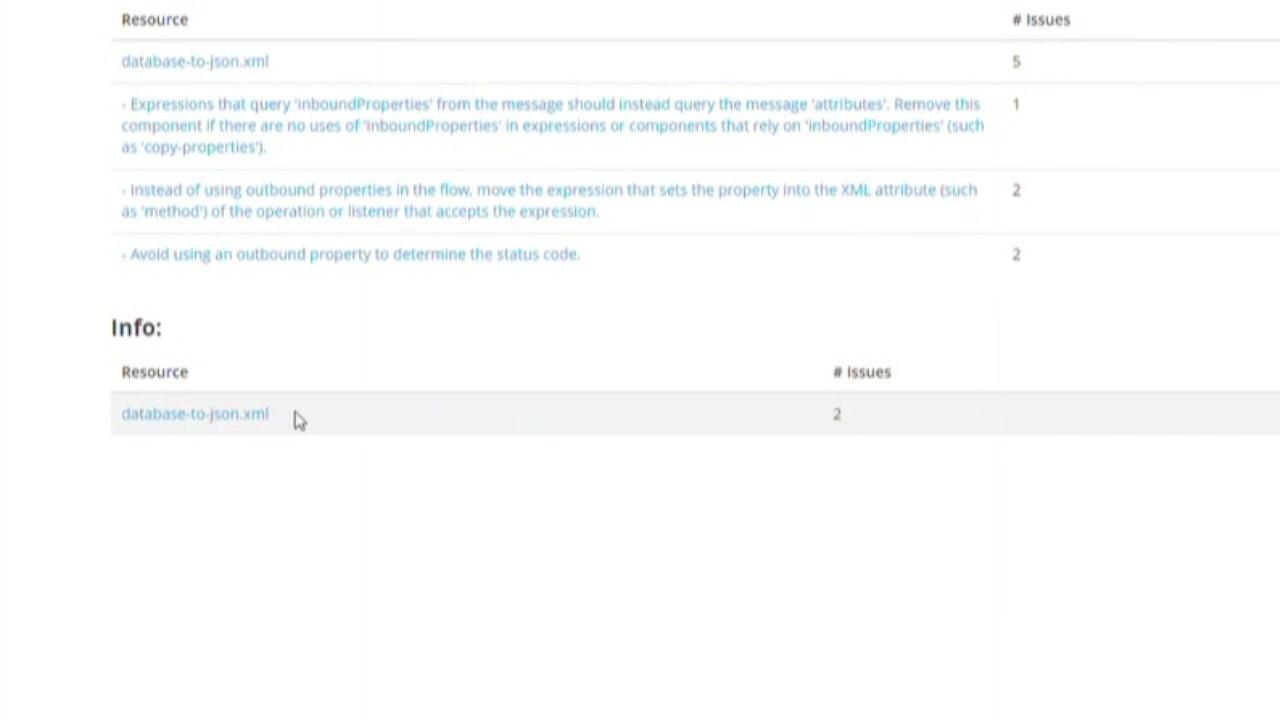 Resource # Issues
database-to-json.xml 5
- Expressions that query 'inboundProperties' from the message should instead query the message 'attributes'. Remove this 1
component if there are no uses of 'inboundProperties' in expressions or components that rely on 'inboundProperties' (such
as 'copy-properties').
- Instead of using outbound properties in the flow, move the expression that sets the property into the XML attribute (such 2
as 'method') of the operation or listener that accepts the expression.
- Avoid using an outbound property to determine the status code. 2
Info:
Resource # Issues
database-to-json.xml 2